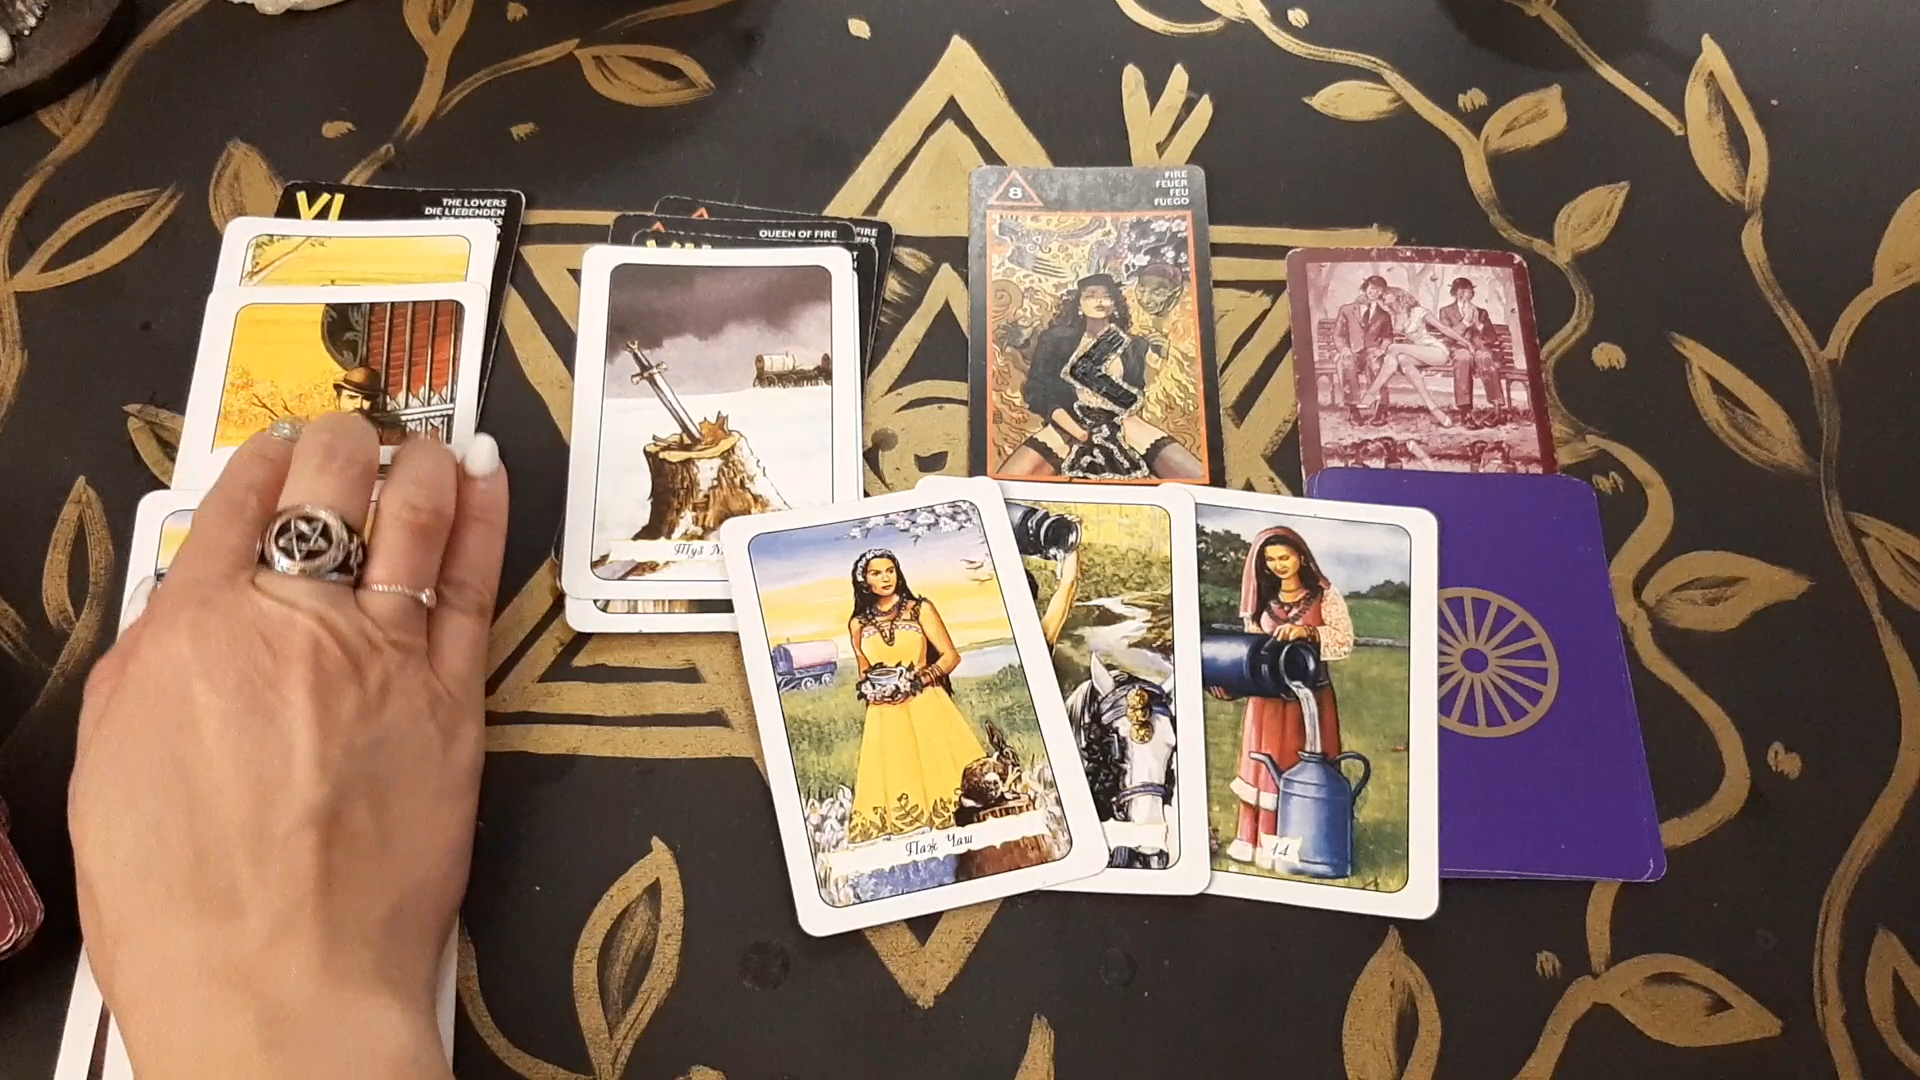 VI
THE LOVERS
DIE LIEBENDEN
QUEEN OF FIRE
FIRE
8
FIRE
FEUER
FEU
FUEGO
Туз
Паж Чаш
14